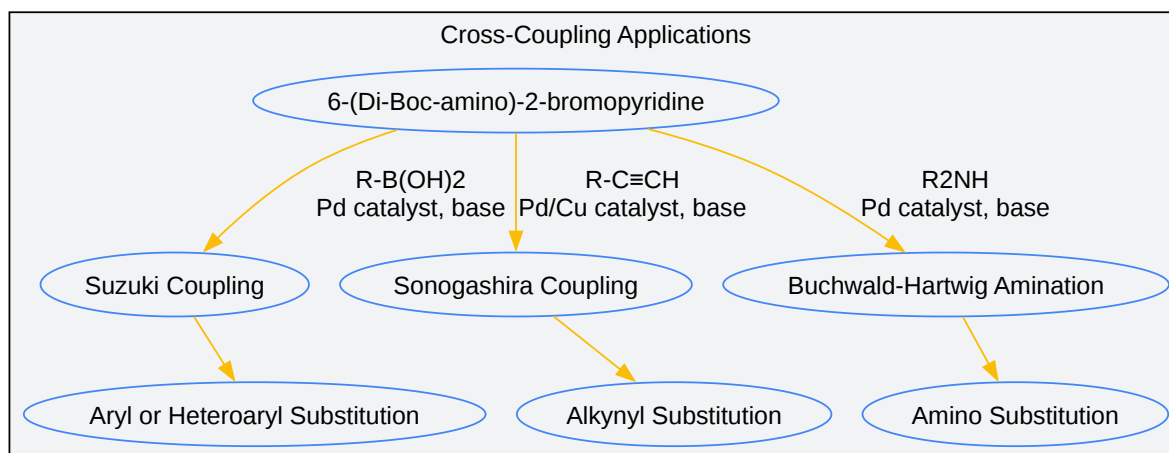 Cross-Coupling Applications
6-(Di-Boc-amino)-2-bromopyridine
R-B(OH)2
Pd catalyst, base
R-C≡CH
Pd/Cu catalyst, base
R2NH
Pd catalyst, base
Suzuki Coupling
Sonogashira Coupling
Buchwald-Hartwig Amination
Aryl or Heteroaryl Substitution
Alkynyl Substitution
Amino Substitution